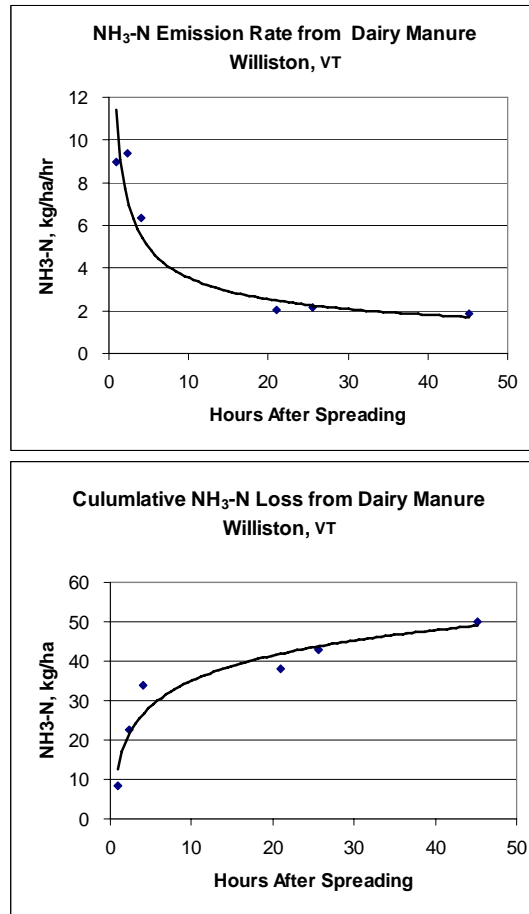 NH₃-N Emission Rate from Dairy Manure
Williston, VT
12
10
8
6
4
2
0
NH3-N, kg/ha/hr
0 10 20 30 40 50
Hours After Spreading
Culumlative NH₃-N Loss from Dairy Manure
Williston, VT
60
50
40
30
20
10
0
NH3-N, kg/ha
0 10 20 30 40 50
Hours After Spreading